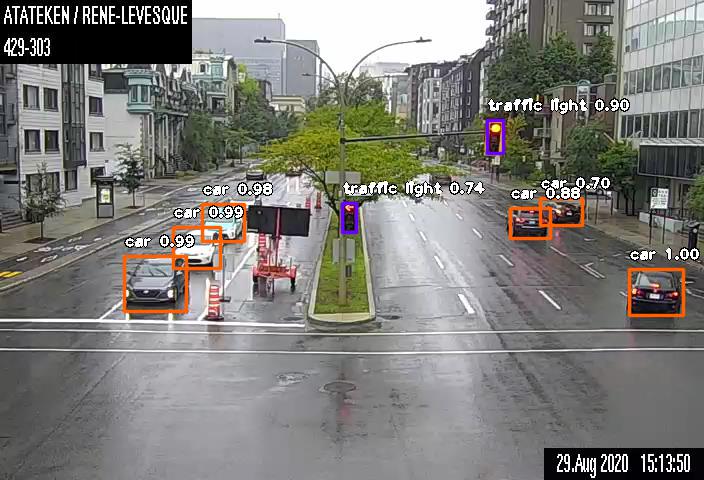 ATATEKEN / RENE-LEVESQUE
429-303
traffic light 0.90
car 0.98
traffic light 0.74
car 0.70
car 0.88
car 0.99
car 0.99
car 1.00
29.Aug 2020 15:13:50